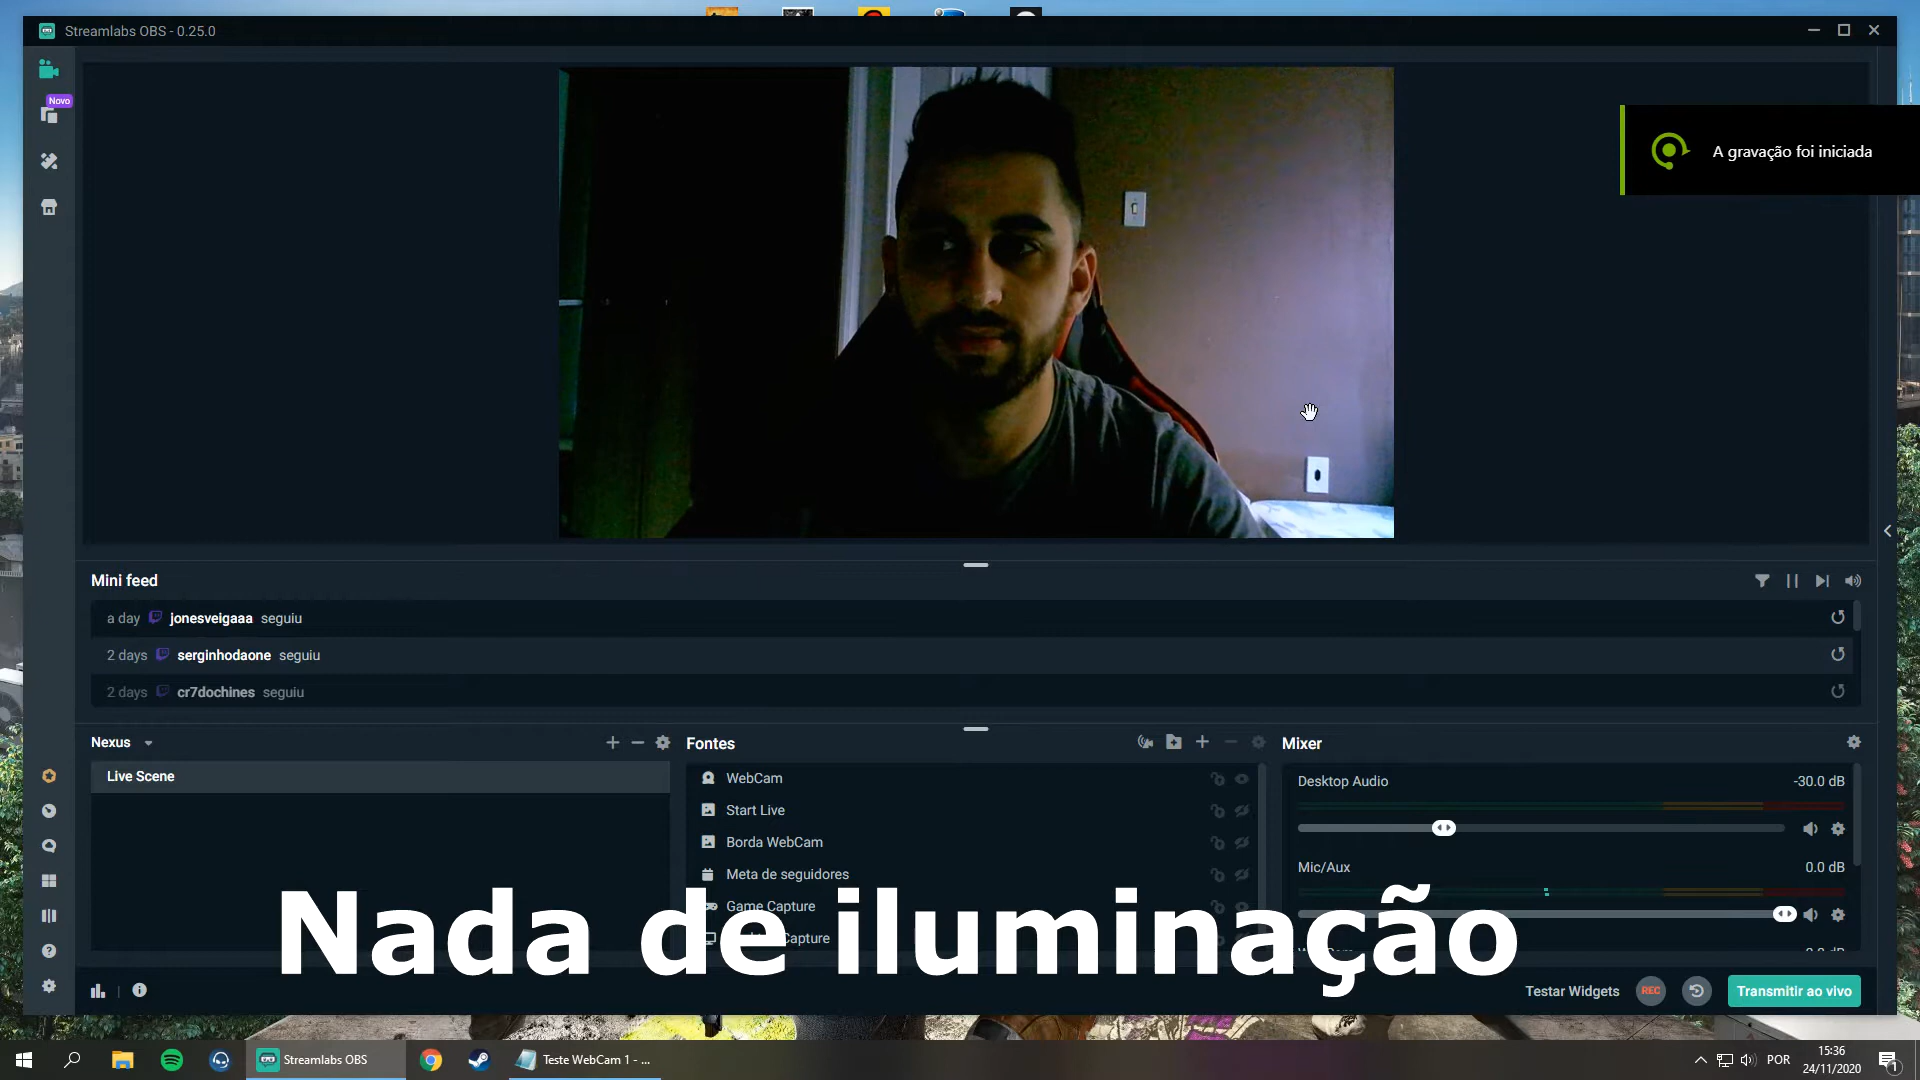 Streamlabs OBS - 0.25.0
Novo
A gravação foi iniciada
Mini feed
a day jonesveigaaa seguiu
2 days serginhodaone seguiu
2 days cr7dochines seguiu
Nexus
Live Scene
Fontes
WebCam
Start Live
Borda WebCam
Meta de seguidores
Game Capture
Capture
Mixer
Desktop Audio -30.0 dB
Mic/Aux 0.0 dB
Nada de iluminação
Testar Widgets
REC
Transmitir ao vivo
Streamlabs OBS
Teste WebCam 1 - ...
POR
15:36
24/11/2020
1